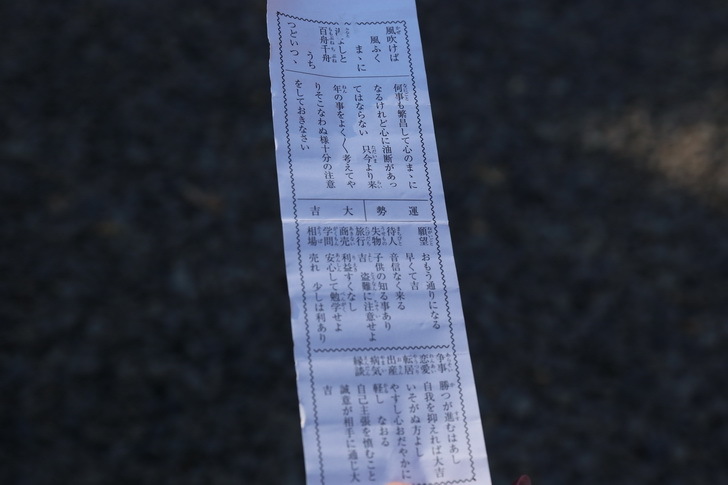 風吹けば
風ふく
まゝに
よしと
百舟千舟
うち
つどいつゝ
何事も繁昌して心のまゝに
なるけれど心に油断があっ
てはならない 只今より来
年の事をよく〱考えてや
りそこなわぬ様十分の注意
をしておきなさい
運勢 大吉
願望 おもう通りになる
早くて吉
待人 音信なく来る
失物 子供の知る事あり
旅行 吉 盗難に注意せよ
商売 利益すくなし
学問 安心して勉学せよ
相場 売れ 少しは利あり
争事 勝つが進むはあし
恋愛 自我を抑えれば大吉
転居 いそがぬ方よし
出産 やすし心おだやかに
病気 軽し なおる
縁談 自己主張を慎むこと
誠意が相手に通じ大
吉